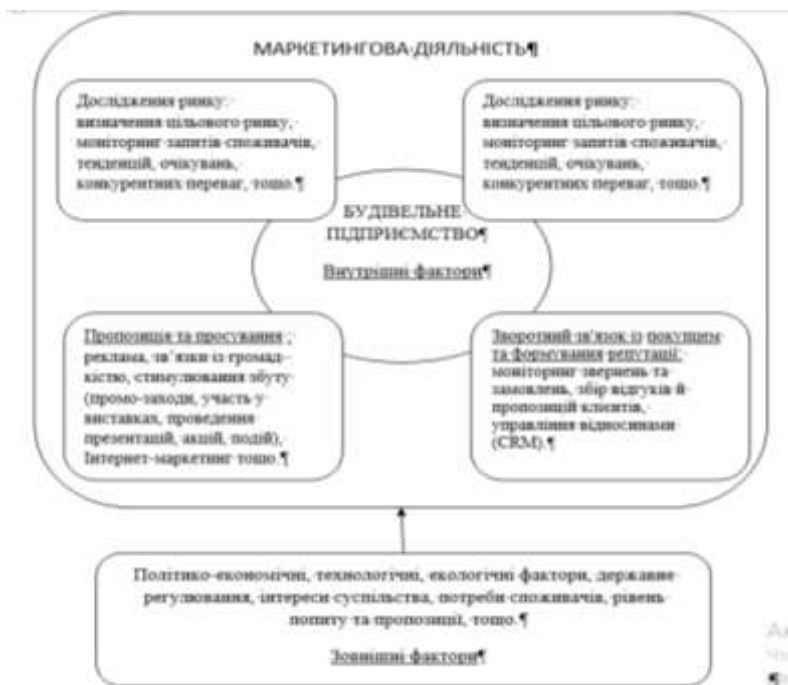 МАРКЕТИНГОВА·ДІЯЛЬНІСТЬ¶
Дослідження·ринку:·
визначення·цільового·ринку,·
моніторинг·запитів·споживачів,·
тенденцій,·очікувань,·
конкурентних·переваг,·тощо.¶
Дослідження·ринку:·
визначення·цільового·ринку,·
моніторинг·запитів·споживачів,·
тенденцій,·очікувань,·
конкурентних·переваг,·тощо.¶
БУДІВЕЛЬНЕ·
ПІДПРИЄМСТВО¶
Внутрішні·фактори¶
Пропозиція·та·просування·:·
реклама,·зв’язки·із·громад-
кістю,·стимулювання·збуту·
(промо-заходи,·участь·у·
виставках,·проведення·
презентацій,·акцій,·подій),·
Інтернет-маркетинг·тощо.¶
Зворотний·зв'язок·із·покупцем·
та·формування·репутації:·
моніторинг·звернень·та·
замовлень,·збір·відгуків·й·
пропозицій·клієнтів,·
управління·відносинами·
(CRM).¶
Політико-економічні,·технологічні,·екологічні·фактори,·державне·
регулювання,·інтереси·суспільства,·потреби·споживачів,·рівень·
попиту·та·пропозиції,·тощо.¶
Зовнішні·фактори¶